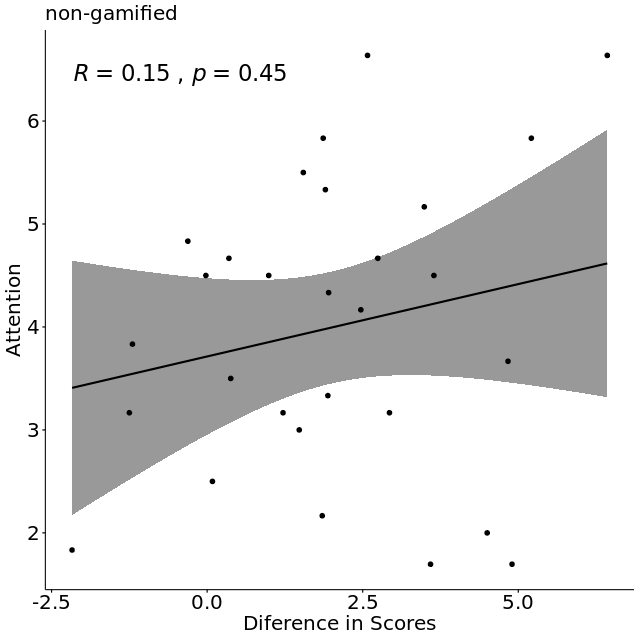 non-gamified
R = 0.15 , p = 0.45
6
5
4
3
2
Attention
-2.5 0.0 2.5 5.0
Diference in Scores